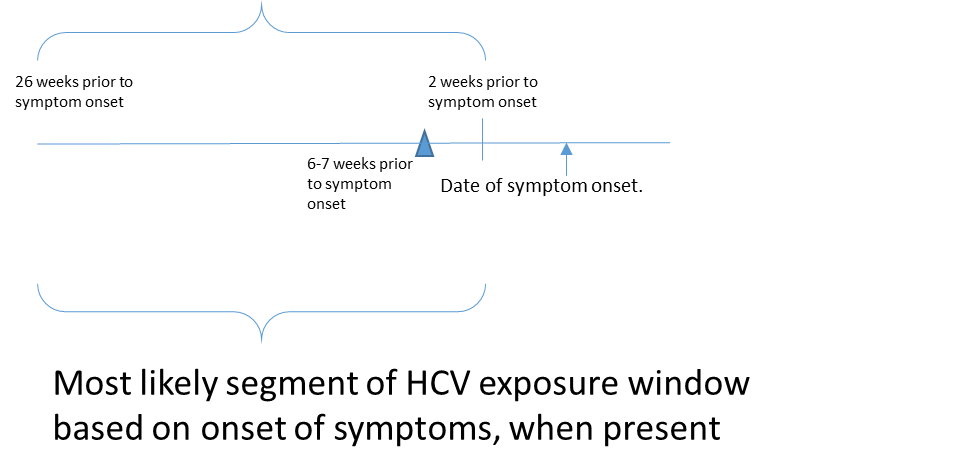 26 weeks prior to
symptom onset
2 weeks prior to
symptom onset
6-7 weeks prior
to symptom
onset
Date of symptom onset.
Most likely segment of HCV exposure window
based on onset of symptoms, when present